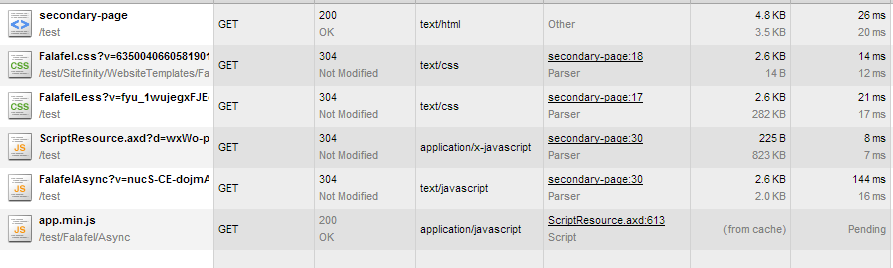 secondary-page GET 200 text/html Other 4.8 KB 26 ms
/test OK 3.5 KB 20 ms
Falafel.css?v=6350040660581901 GET 304 text/css secondary-page:18 2.6 KB 14 ms
/test/Sitefinity/WebsiteTemplates/Fa Not Modified Parser 14 B 12 ms
FalafelLess?v=fyu_1wujegxFJE GET 304 text/css secondary-page:17 2.6 KB 21 ms
/test Not Modified Parser 282 KB 17 ms
ScriptResource.axd?d=wxWo-p GET 304 application/x-javascript secondary-page:30 225 B 8 ms
/test Not Modified Parser 823 KB 7 ms
FalafelAsync?v=nucS-CE-dojmA GET 304 text/javascript secondary-page:30 2.6 KB 144 ms
/test Not Modified Parser 2.0 KB 16 ms
app.min.js GET 200 application/javascript ScriptResource.axd:613 (from cache) Pending
/test/Falafel/Async OK Script